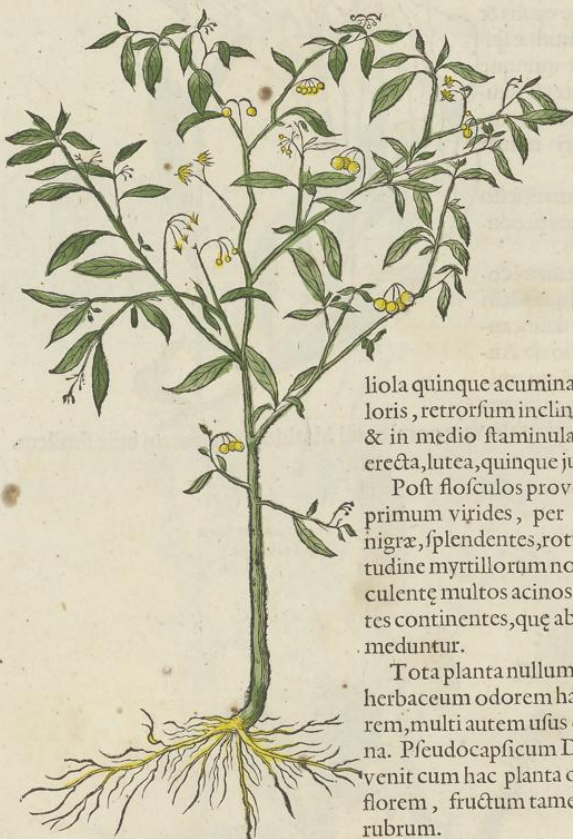 liola quinque acumina
loris, retrorſum inclin
& in medio ſtaminula
erecta, lutea, quinque ju
Poſt floſculos prov
primum virides, per
nigræ, ſplendentes, rot
tudine myrtillorum no
culentę multos acinos
tes continentes, quę ab
meduntur.
Tota planta nullum
herbaceum odorem ha
rem, multi autem uſus
na. Pſeudocapſicum D
venit cum hac planta
florem, fructum tame
rubrum.